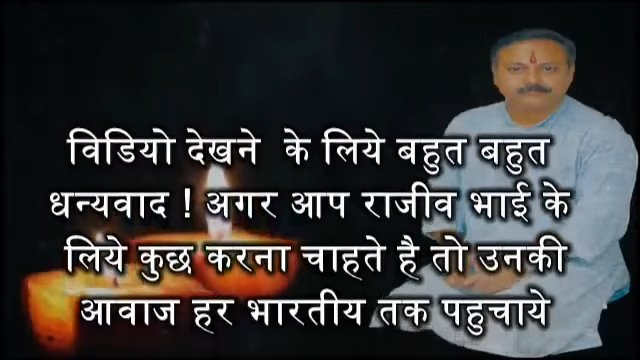 विडियो देखने के लिये बहुत बहुत
धन्यवाद ! अगर आप राजीव भाई के
लिये कुछ करना चाहते है तो उनकी
आवाज हर भारतीय तक पहुचाये